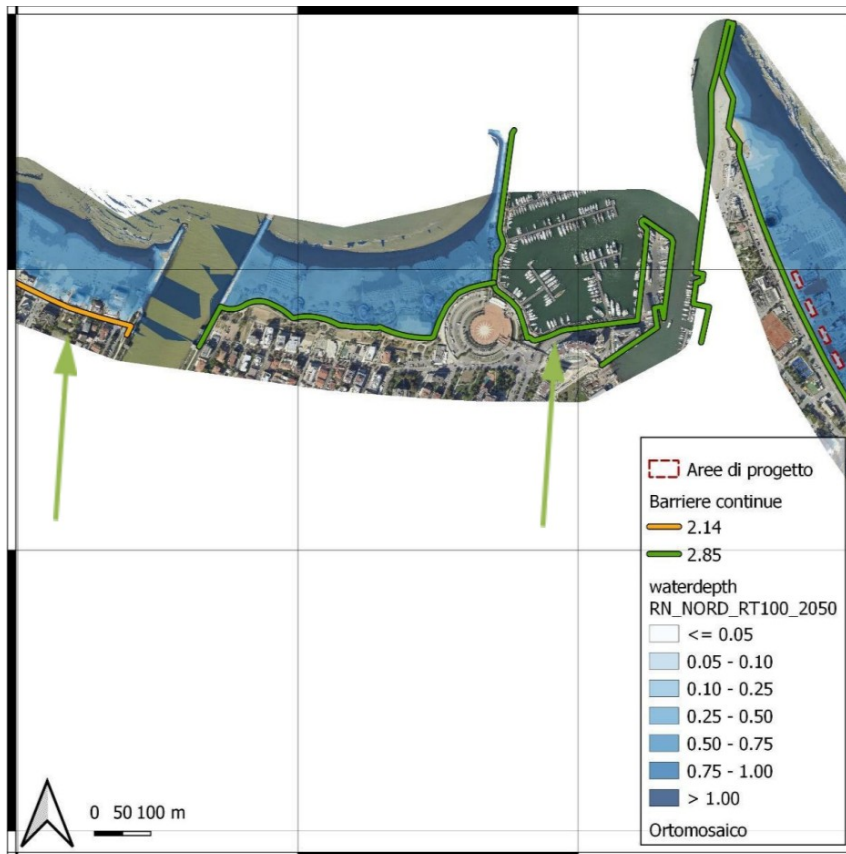 Aree di progetto
Barriere continue
2.14
2.85
waterdepth
RN_NORD_RT100_2050
<= 0.05
0.05 - 0.10
0.10 - 0.25
0.25 - 0.50
0.50 - 0.75
0.75 - 1.00
> 1.00
Ortomosaico
0 50 100 m